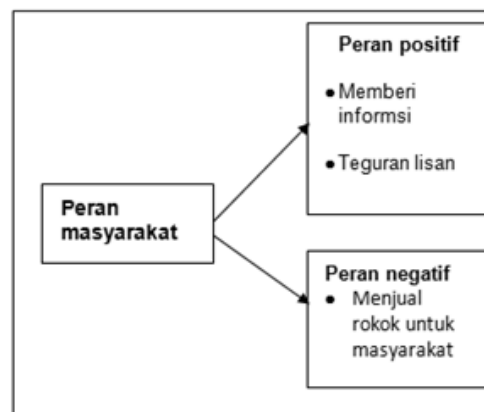 Peran positif
• Memberi
informsi
• Teguran lisan
Peran
masyarakat
Peran negatif
• Menjual
rokok untuk
masyarakat